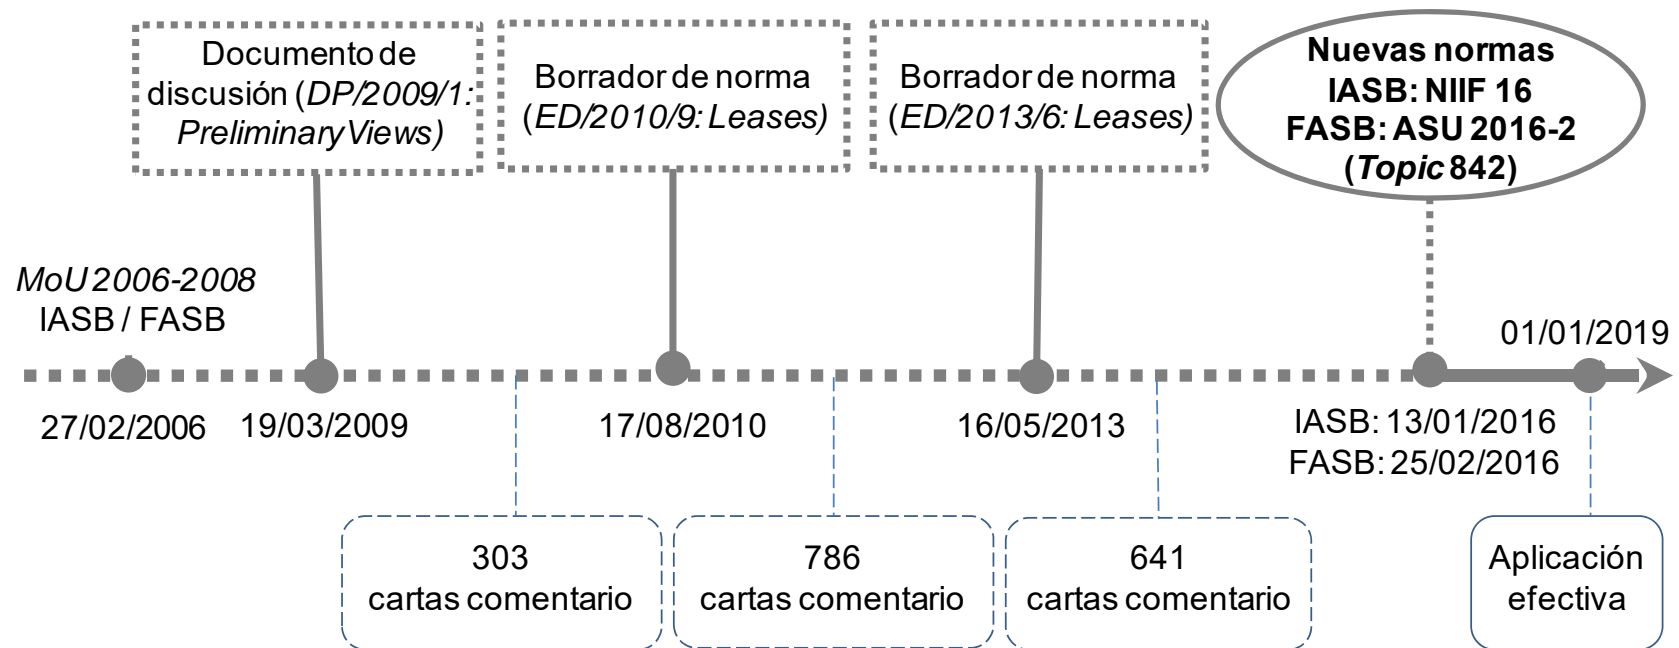 Documento de
discusión (DP/2009/1:
Preliminary Views)
Borrador de norma
(ED/2010/9: Leases)
Borrador de norma
(ED/2013/6: Leases)
Nuevas normas
IASB: NIIF 16
FASB: ASU 2016-2
(Topic 842)
MoU 2006-2008
IASB / FASB
01/01/2019
27/02/2006
19/03/2009
17/08/2010
16/05/2013
IASB: 13/01/2016
FASB: 25/02/2016
303
cartas comentario
786
cartas comentario
641
cartas comentario
Aplicación
efectiva